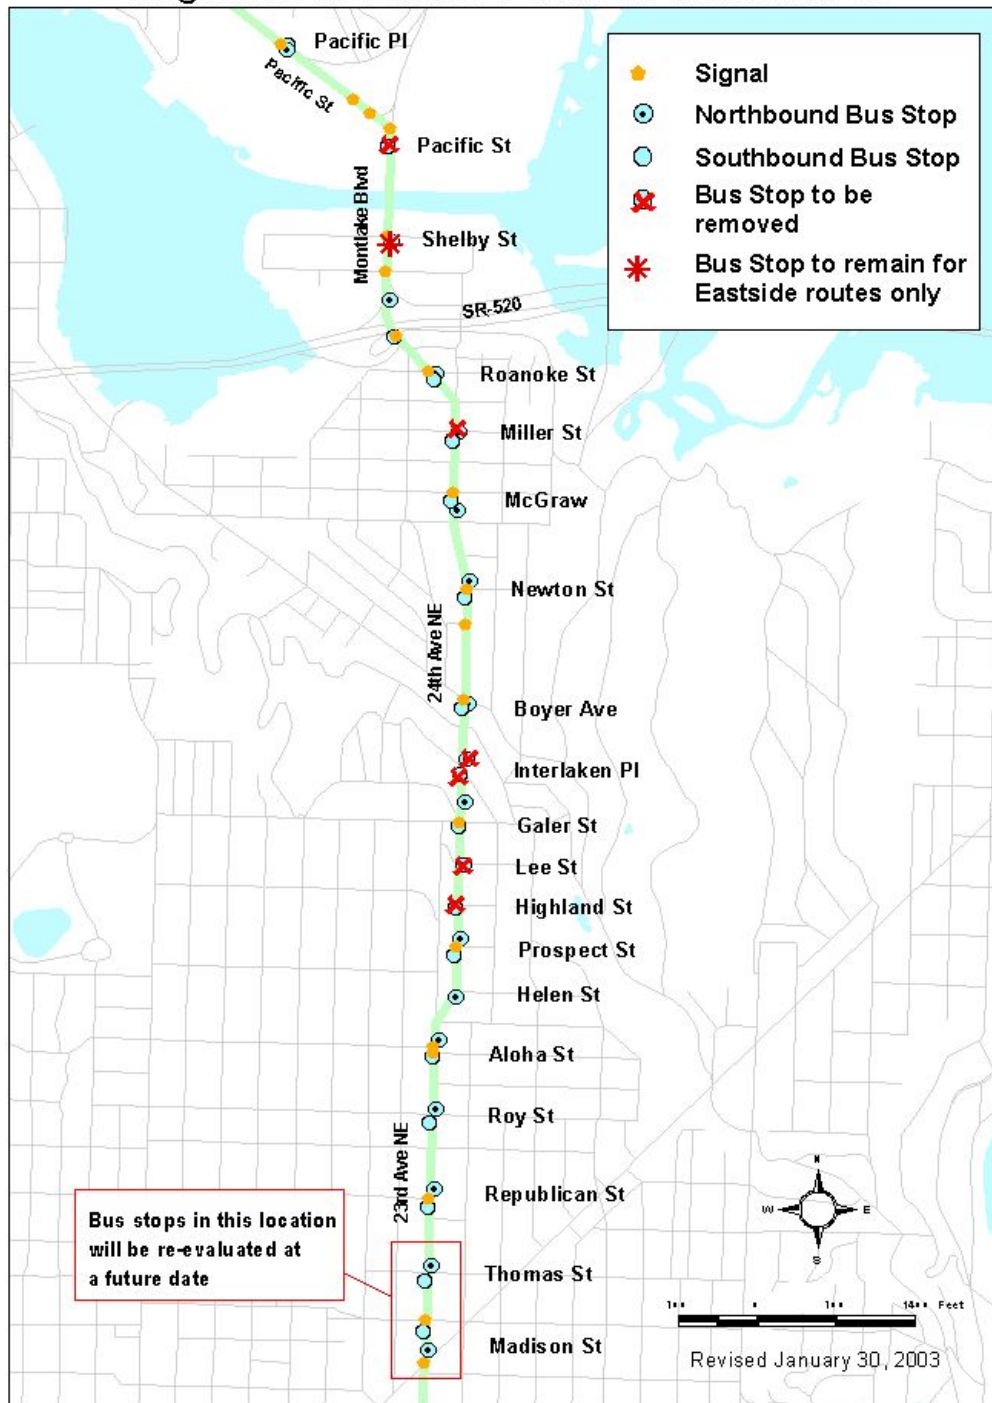 Pacific Pl
Pacific St
Pacific St
Montlake Blvd
Shelby St
SR-520
Signal
Northbound Bus Stop
Southbound Bus Stop
Bus Stop to be
removed
Bus Stop to remain for
Eastside routes only
Roanoke St
Miller St
McGraw
Newton St
24th Ave NE
Boyer Ave
Interlaken Pl
Galer St
Lee St
Highland St
Prospect St
Helen St
Aloha St
Roy St
23rd Ave NE
Republican St
Bus stops in this location
will be re-evaluated at
a future date
Thomas St
Madison St
N
W E
S
Feet
Revised January 30, 2003